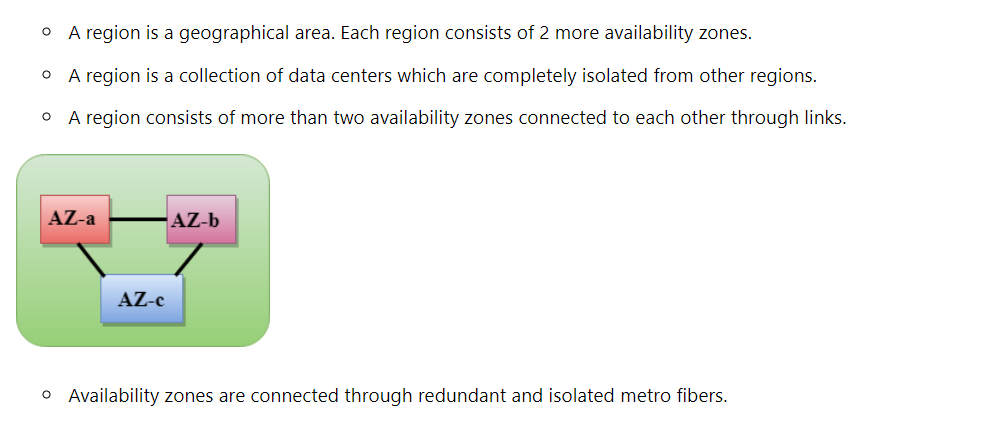 A region is a geographical area. Each region consists of 2 more availability zones.
A region is a collection of data centers which are completely isolated from other regions.
A region consists of more than two availability zones connected to each other through links.
AZ-a
AZ-b
AZ-c
Availability zones are connected through redundant and isolated metro fibers.